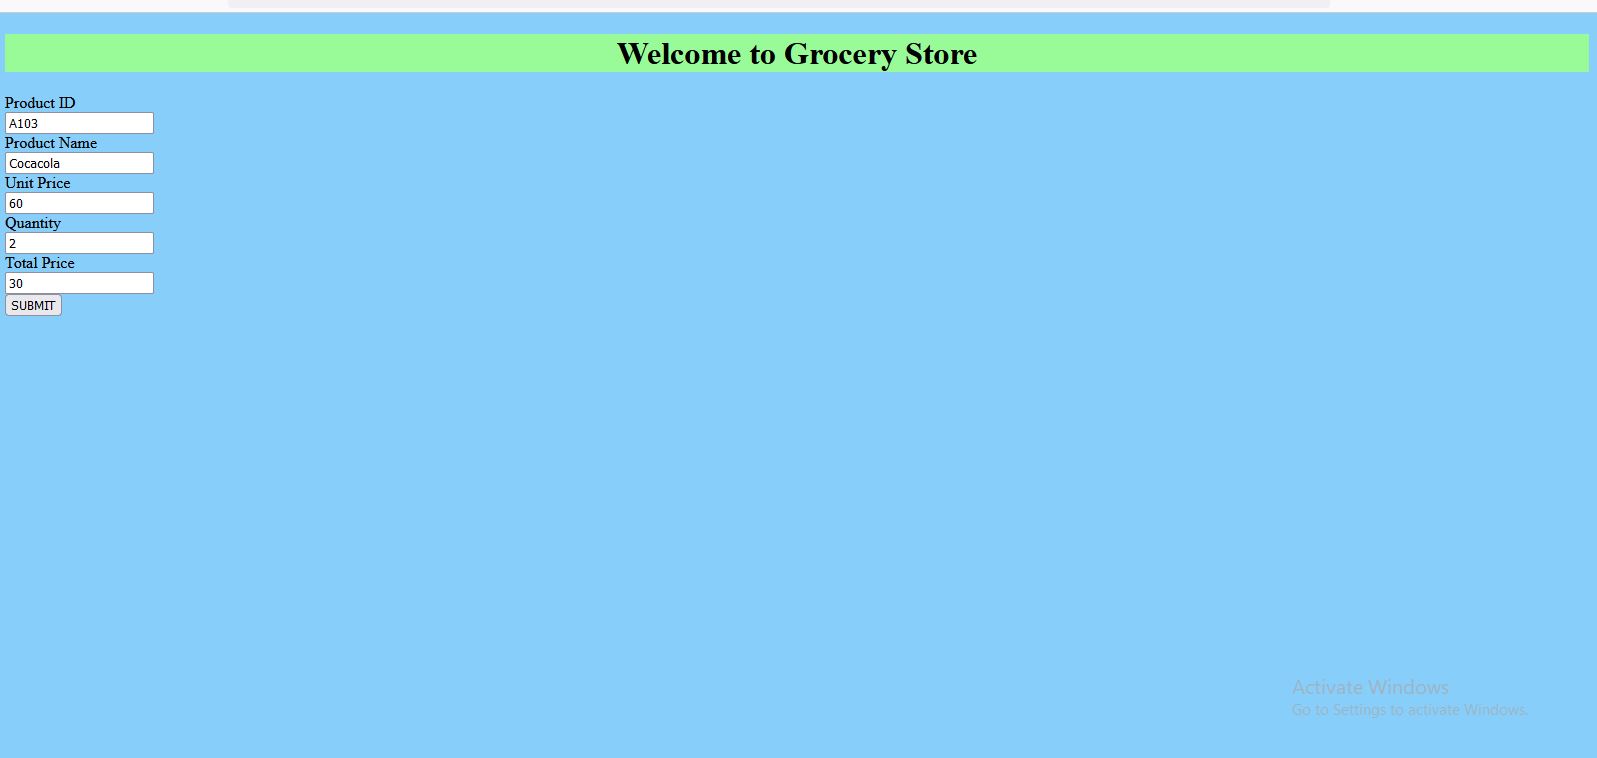 Welcome to Grocery Store
Product ID
A103
Product Name
Cocacola
Unit Price
60
Quantity
2
Total Price
30
SUBMIT
Activate Windows
Go to Settings to activate Windows.